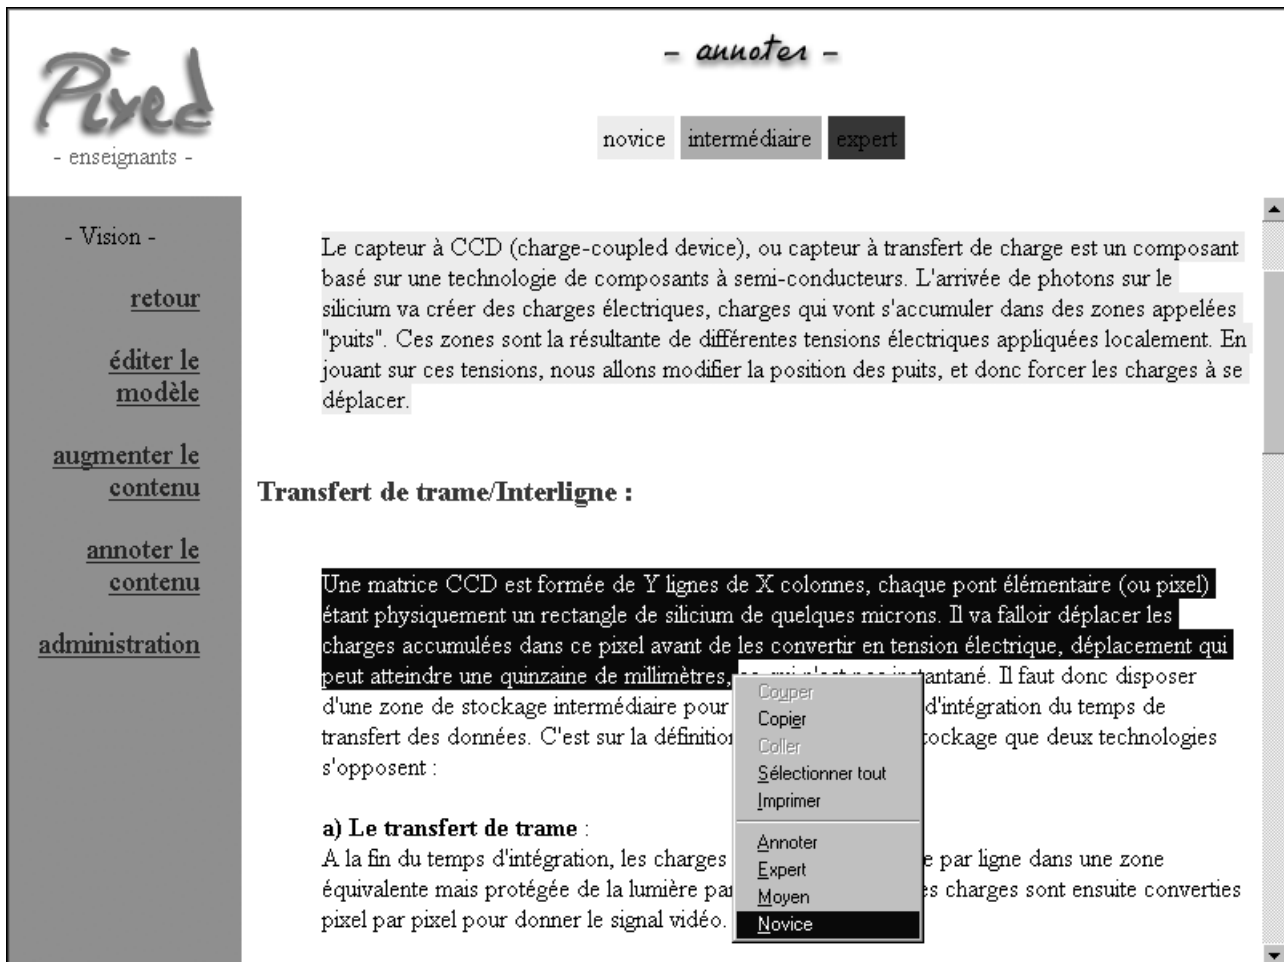 Pixed
- enseignants -
- annoter -
novice intermédiaire expert
- Vision -
retour
éditer le
modèle
augmenter le
contenu
annoter le
contenu
administration
Le capteur à CCD (charge-coupled device), ou capteur à transfert de charge est un composant
basé sur une technologie de composants à semi-conducteurs. L'arrivée de photons sur le
silicium va créer des charges électriques, charges qui vont s'accumuler dans des zones appelées
"puits". Ces zones sont la résultante de différentes tensions électriques appliquées localement. En
jouant sur ces tensions, nous allons modifier la position des puits, et donc forcer les charges à se
déplacer.
Transfert de trame/Interligne :
Une matrice CCD est formée de Y lignes de X colonnes, chaque pont élémentaire (ou pixel)
étant physiquement un rectangle de silicium de quelques microns. Il va falloir déplacer les
charges accumulées dans ce pixel avant de les convertir en tension électrique, déplacement qui
peut atteindre une quinzaine de millimètres, instantané. Il faut donc disposer
d'une zone de stockage intermédiaire pour d'intégration du temps de
transfert des données. C'est sur la définition tockage que deux technologies
s'opposent :
a) Le transfert de trame :
A la fin du temps d'intégration, les charges e par ligne dans une zone
équivalente mais protégée de la lumière par es charges sont ensuite converties
pixel par pixel pour donner le signal vidéo.
Couper
Copier
Coller
Sélectionner tout
Imprimer
Annoter
Expert
Moyen
Novice